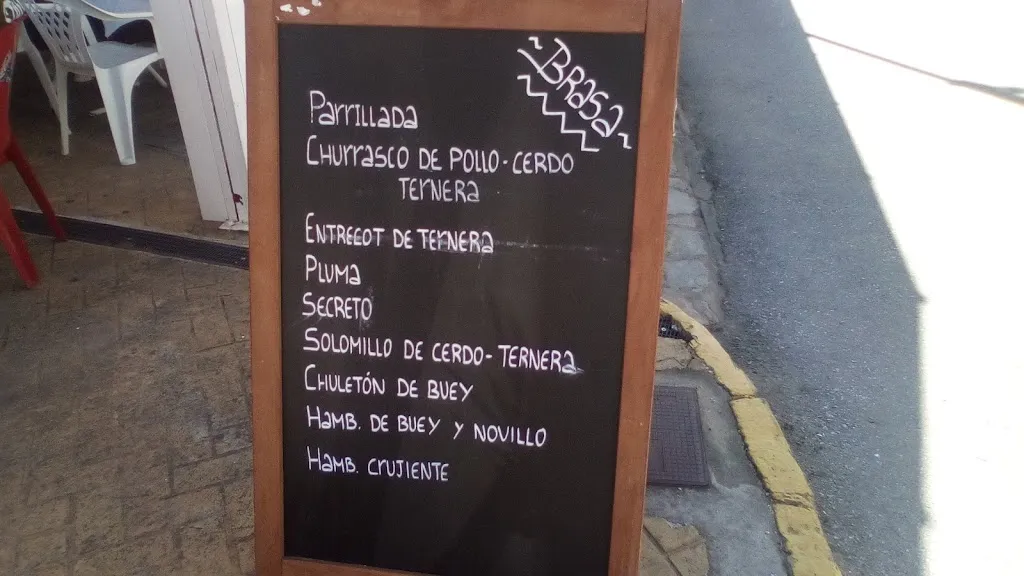 ~BRASA~
PARRILLADA
CHURRASCO DE POLLO-CERDO
TERNERA
ENTRECOT DE TERNERA
PLUMA
SECRETO
SOLOMILLO DE CERDO-TERNERA
CHULETÓN DE BUEY
HAMB. DE BUEY Y NOVILLO
HAMB. CRUJIENTE